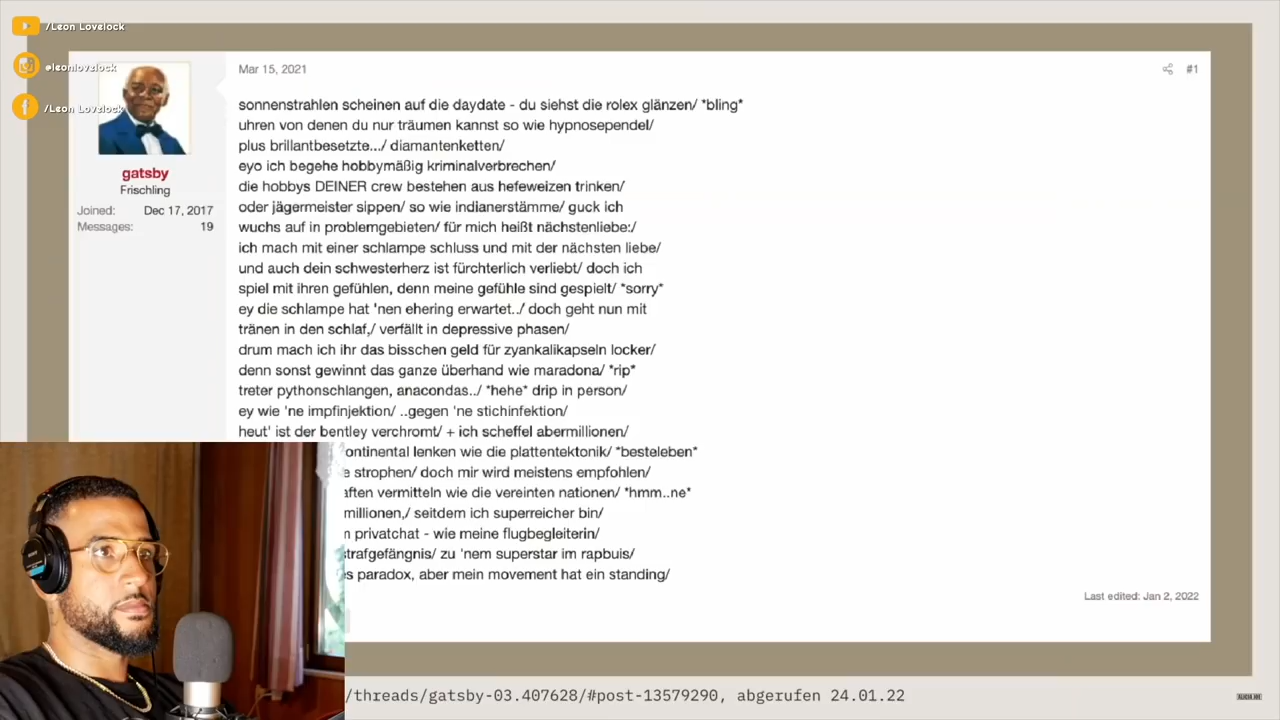 /Leon Lovelock
@leonlovelock
/Leon Lovelock
gatsby
Frischling
Joined: Dec 17, 2017
Messages: 19
Mar 15, 2021
#1
sonnenstrahlen scheinen auf die daydate - du siehst die rolex glänzen/ *bling*
uhren von denen du nur träumen kannst so wie hypnosependel/
plus brillantbesetzte.../ diamantenketten/
eyo ich begehe hobbymäßig kriminalverbrechen/
die hobbys DEINER crew bestehen aus hefeweizen trinken/
oder jägermeister sippen/ so wie indianerstämme/ guck ich
wuchs auf in problemgebieten/ für mich heißt nächstenliebe:/
ich mach mit einer schlampe schluss und mit der nächsten liebe/
und auch dein schwesterherz ist fürchterlich verliebt/ doch ich
spiel mit ihren gefühlen, denn meine gefühle sind gespielt/ *sorry*
ey die schlampe hat 'nen ehering erwartet../ doch geht nun mit
tränen in den schlaf,/ verfällt in depressive phasen/
drum mach ich ihr das bisschen geld für zyankalikapseln locker/
denn sonst gewinnt das ganze überhand wie maradona/ *rip*
treter pythonschlangen, anacondas../ *hehe* drip in person/
ey wie 'ne impfinjektion/ ..gegen 'ne stichinfektion/
heut' ist der bentley verchromt/ + ich scheffel abermillionen/
ontinental lenken wie die plattentektonik/ *besteleben*
e strophen/ doch mir wird meistens empfohlen/
aften vermitteln wie die vereinten nationen/ *hmm..ne*
millionen,/ seitdem ich superreicher bin/
n privatchat - wie meine flugbegleiterin/
strafgefängnis/ zu 'nem superstar im rapbuis/
es paradox, aber mein movement hat ein standing/
Last edited: Jan 2, 2022
/threads/gatsby-03.407628/#post-13579290, abgerufen 24.01.22